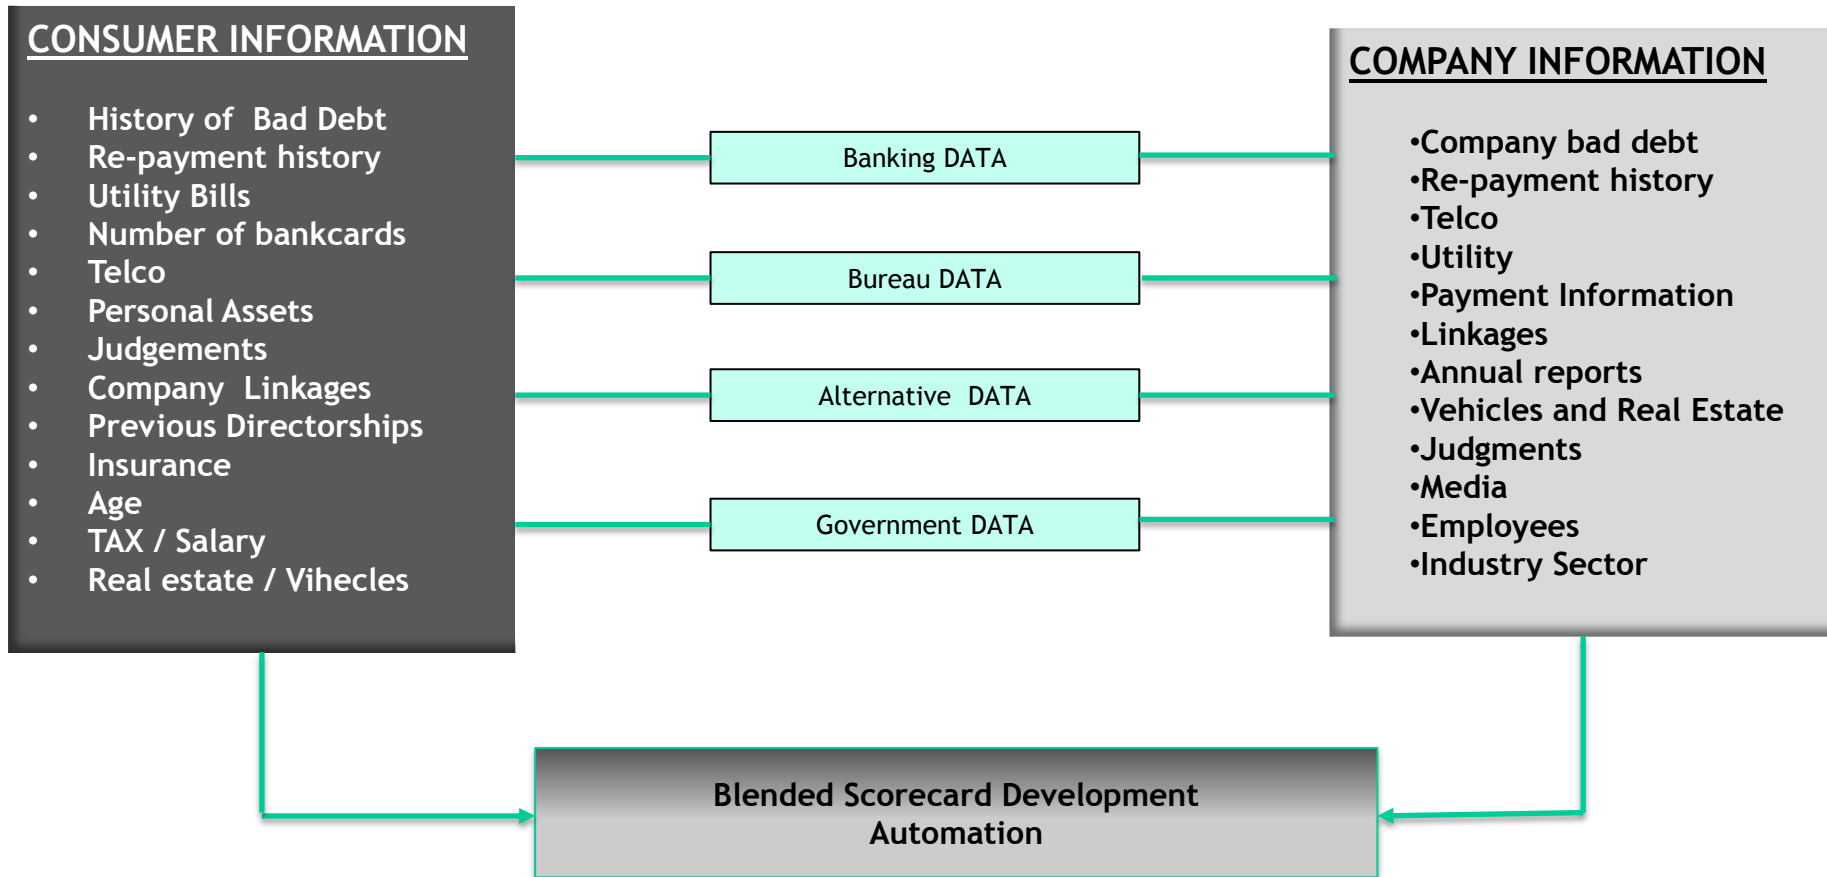 CONSUMER INFORMATION
• History of  Bad Debt
• Re-payment history
• Utility Bills
• Number of bankcards
• Telco
• Personal Assets
• Judgements
• Company  Linkages
• Previous Directorships
• Insurance
• Age
• TAX / Salary
• Real estate / Vihecles
Banking DATA
Bureau DATA
Alternative  DATA
Government DATA
COMPANY INFORMATION
•Company bad debt
•Re-payment history
•Telco
•Utility
•Payment Information
•Linkages
•Annual reports
•Vehicles and Real Estate
•Judgments
•Media
•Employees
•Industry Sector
Blended Scorecard Development
Automation